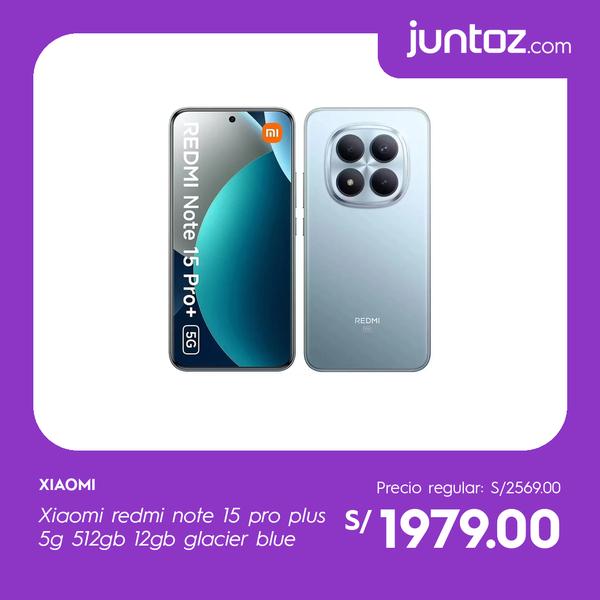 juntoz.com
REDMI Note 15 Pro+ 5G
mi
REDMI
XIAOMI
Xiaomi redmi note 15 pro plus
5g 512gb 12gb glacier blue
Precio regular: S/2569.00
S/1979.00